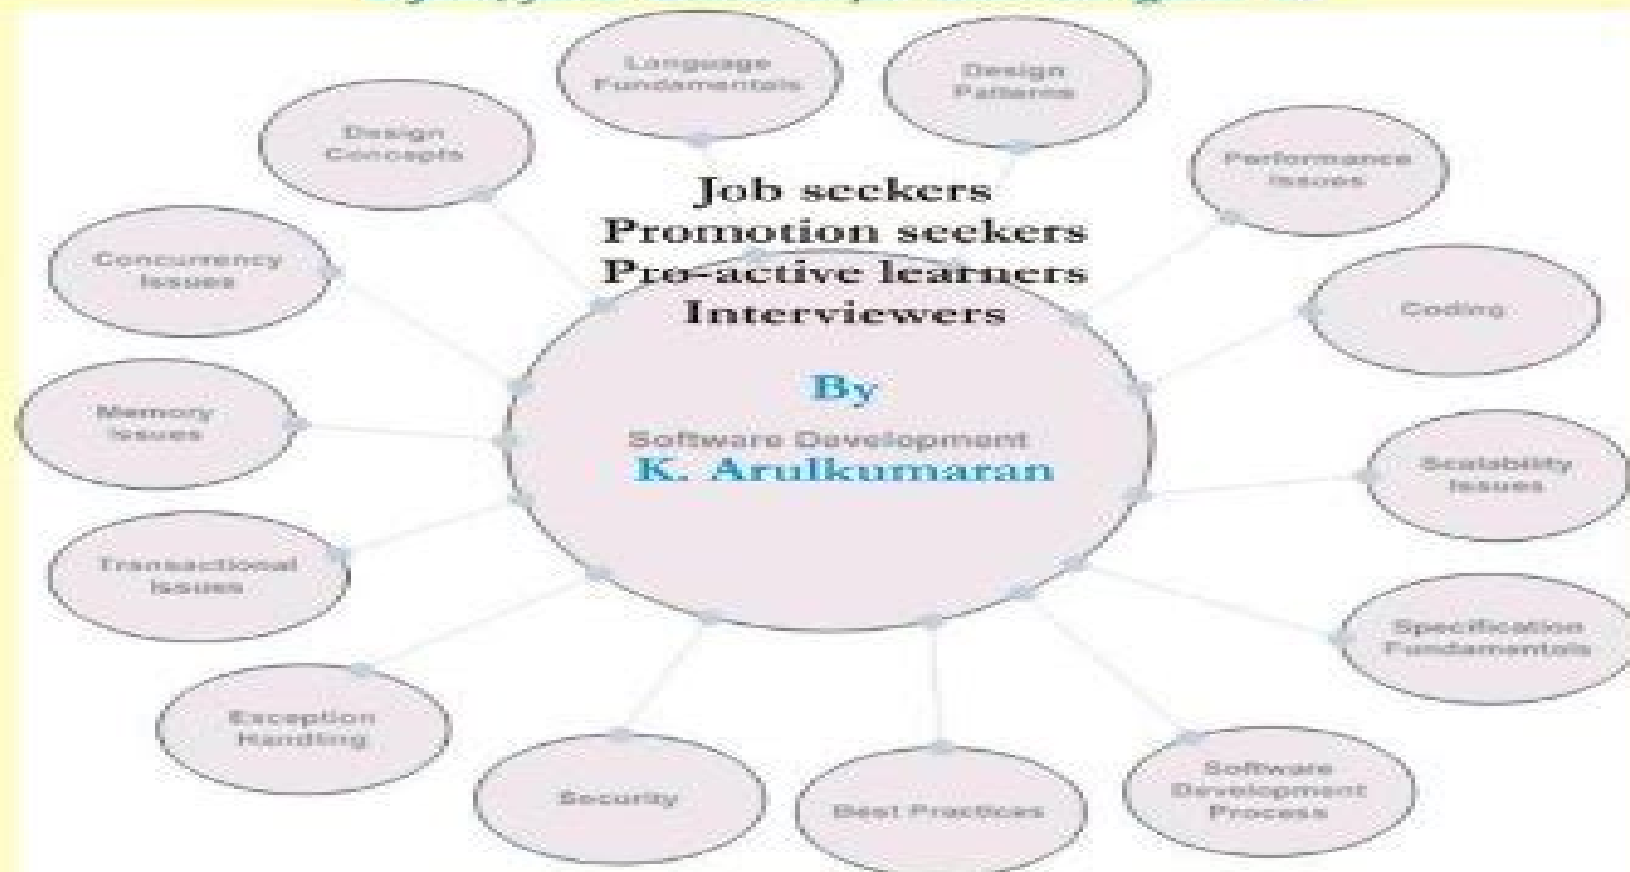 Language
Fundamentals
Design
Patterns
Design
Concepts
Performance
Issues
Job seekers
Promotion seekers
Pro-active learners
Interviewers
Concurrency
Issues
Coding
By
Memory
Issues
Software Development
K. Arulkumaran
Scalability
Issues
Transactional
Issues
Specification
Fundamentals
Exception
Handling
Security
Best Practices
Software
Development
Process